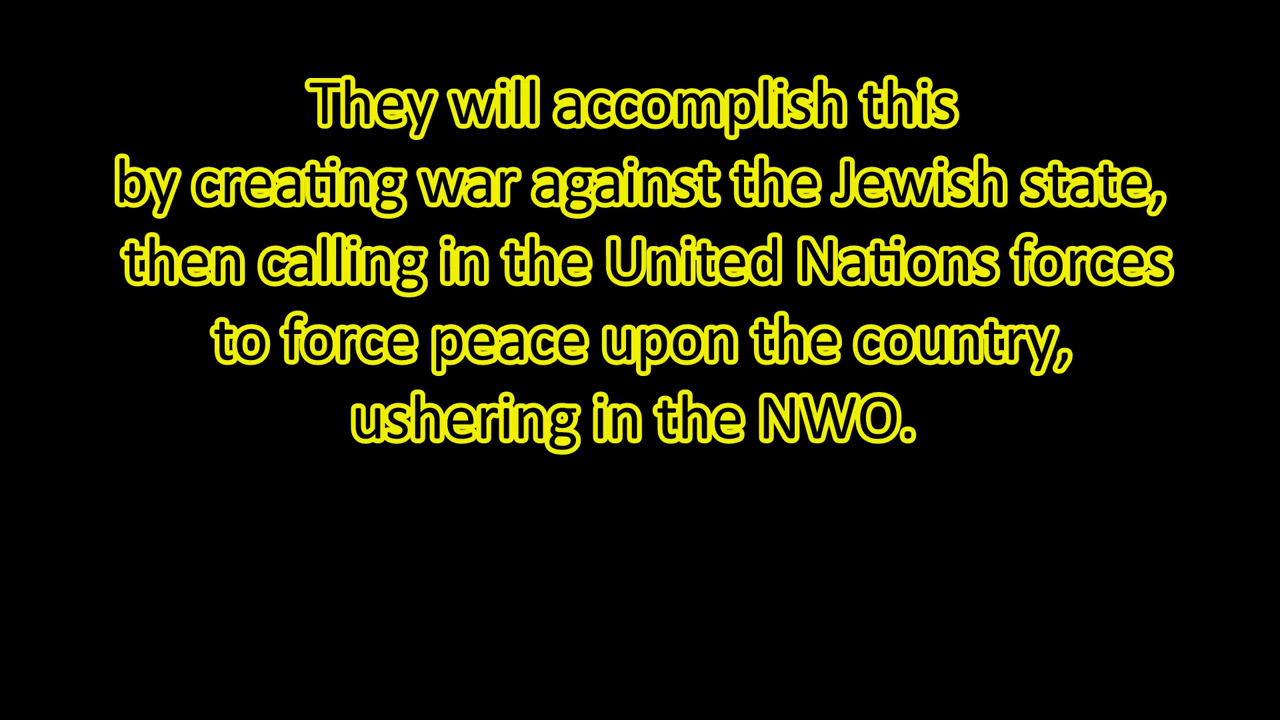 They will accomplish this
by creating war against the Jewish state,
then calling in the United Nations forces
to force peace upon the country,
ushering in the NWO.